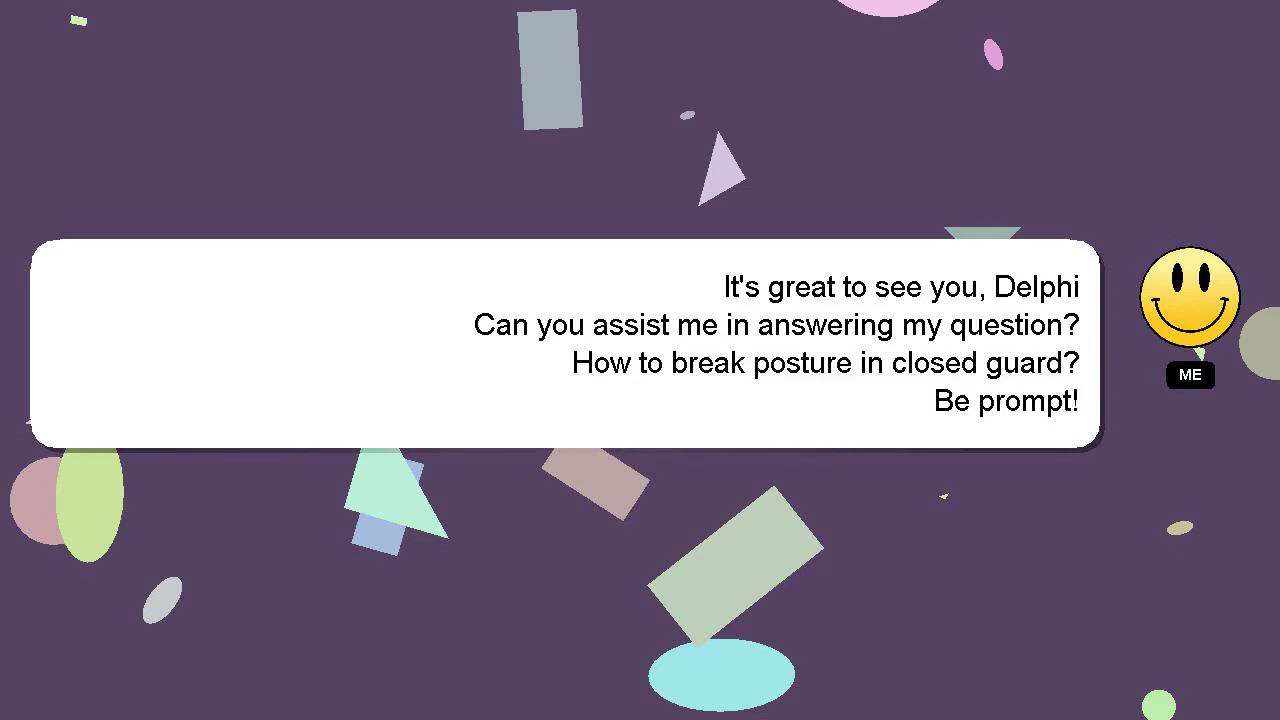 It's great to see you, Delphi
Can you assist me in answering my question?
How to break posture in closed guard?
Be prompt!
ME